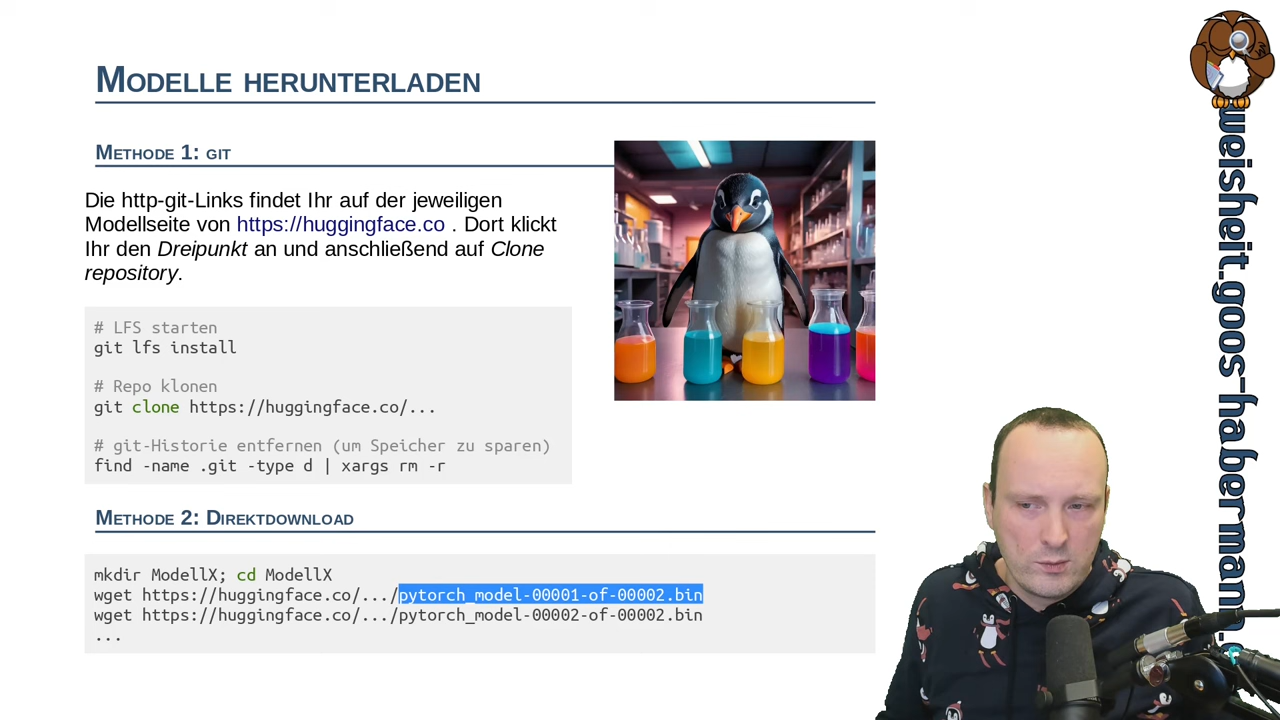 Modelle herunterladen
Methode 1: git
Die http-git-Links findet Ihr auf der jeweiligen
Modellseite von https://huggingface.co . Dort klickt
Ihr den Dreipunkt an und anschließend auf Clone
repository.
# LFS starten
git lfs install
# Repo klonen
git clone https://huggingface.co/...
# git-Historie entfernen (um Speicher zu sparen)
find -name .git -type d | xargs rm -r
Methode 2: Direktdownload
mkdir ModellX; cd ModellX
wget https://huggingface.co/.../pytorch_model-00001-of-00002.bin
wget https://huggingface.co/.../pytorch_model-00002-of-00002.bin
...
weisheit.goos-habermann.